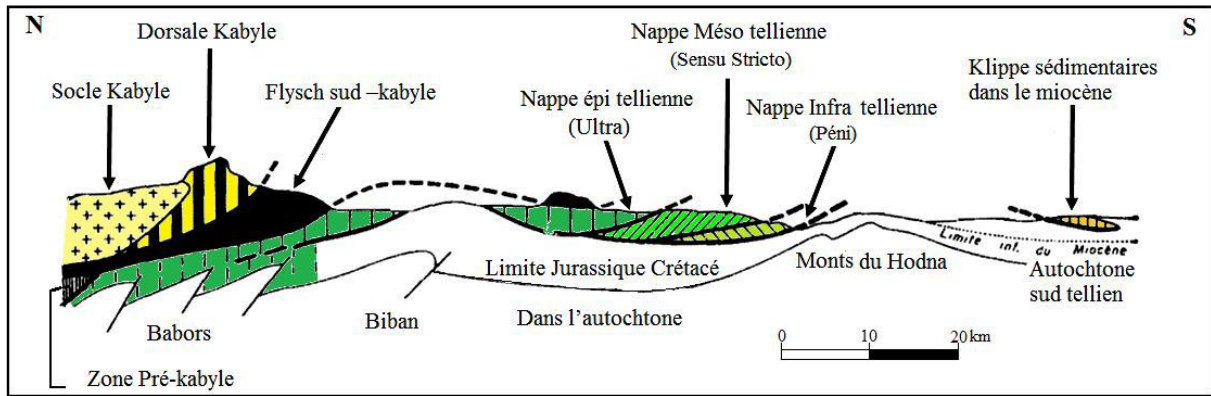 N
S
Dorsale Kabyle
Nappe Méso tellienne
(Sensu Stricto)
Klippe sédimentaires
dans le miocène
Socle Kabyle
Flysch sud –kabyle
Nappe épi tellienne
(Ultra)
Nappe Infra tellienne
(Péni)
Limite Inf. du Miocène
Limite Jurassique Crétacé
Monts du Hodna
Autochtone
sud tellien
Babors
Biban
Dans l’autochtone
0 10 20 km
Zone Pré-kabyle